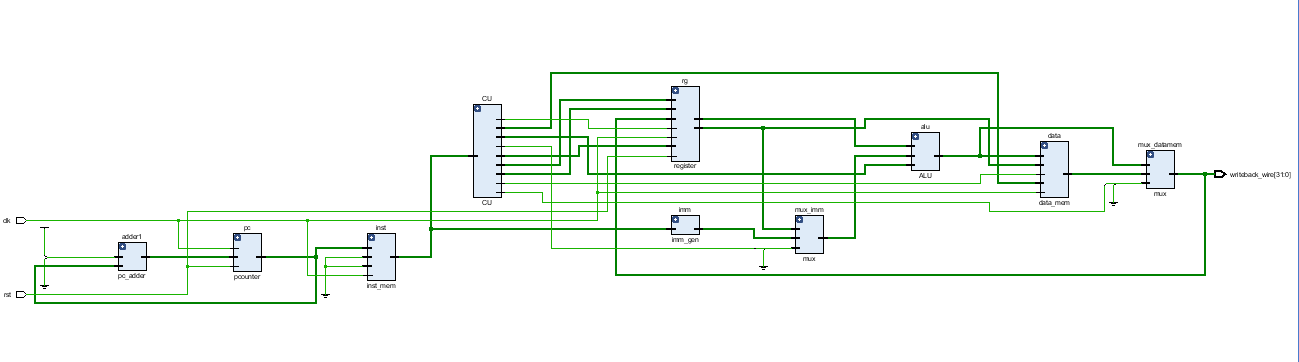 CU
CU
rg
register
alu
ALU
data
data_mem
mux_datamem
mux
writeback_wire[31:0]
imm
imm_gen
mux_imm
mux
clk
adder1
pc_adder
pc
pcounter
inst
inst_mem
rst